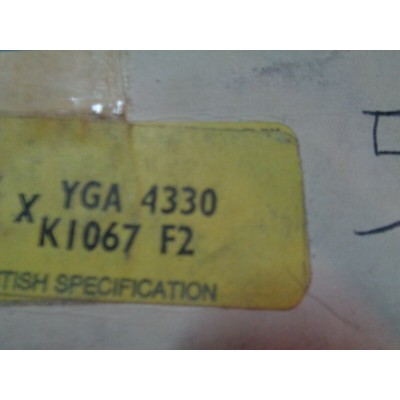 X YGA 4330
K1067 F2
TISH SPECIFICATION